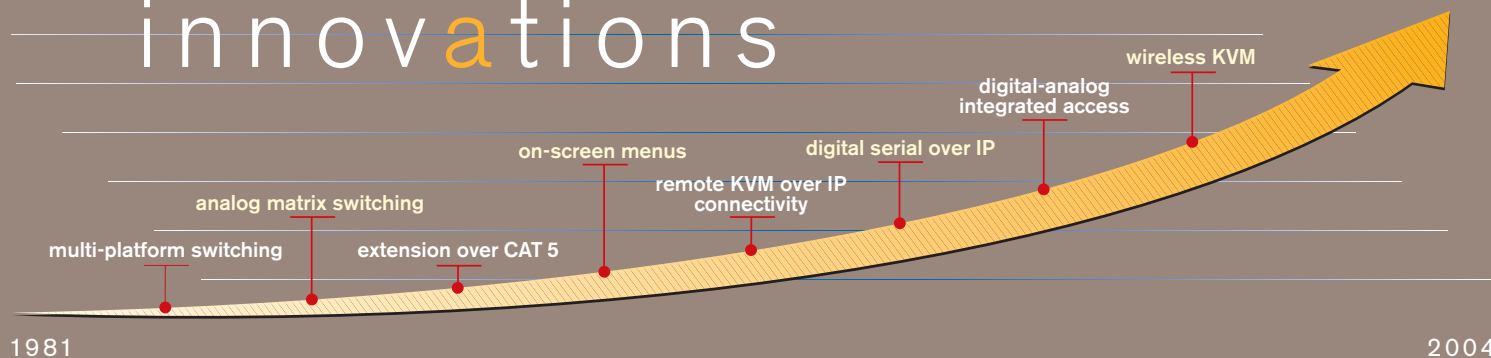 innovations
wireless KVM
digital-analog
integrated access
digital serial over IP
on-screen menus
remote KVM over IP
connectivity
analog matrix switching
multi-platform switching
extension over CAT 5
1981
2004